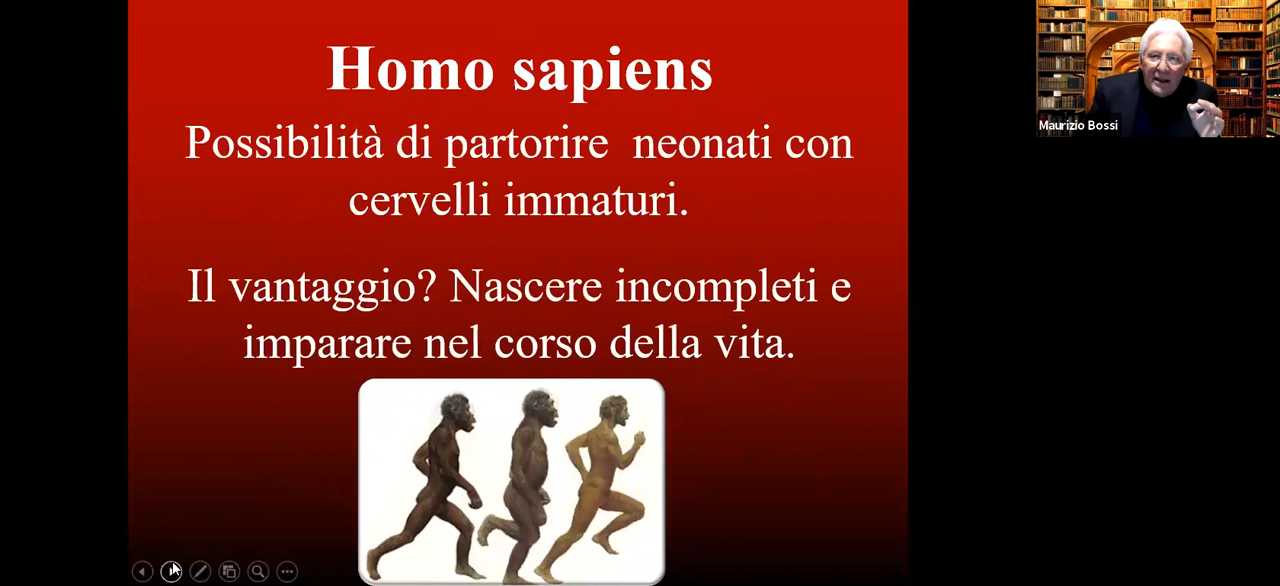 Homo sapiens
Possibilità di partorire neonati con
cervelli immaturi.
Il vantaggio? Nascere incompleti e
imparare nel corso della vita.
Maurizio Bossi